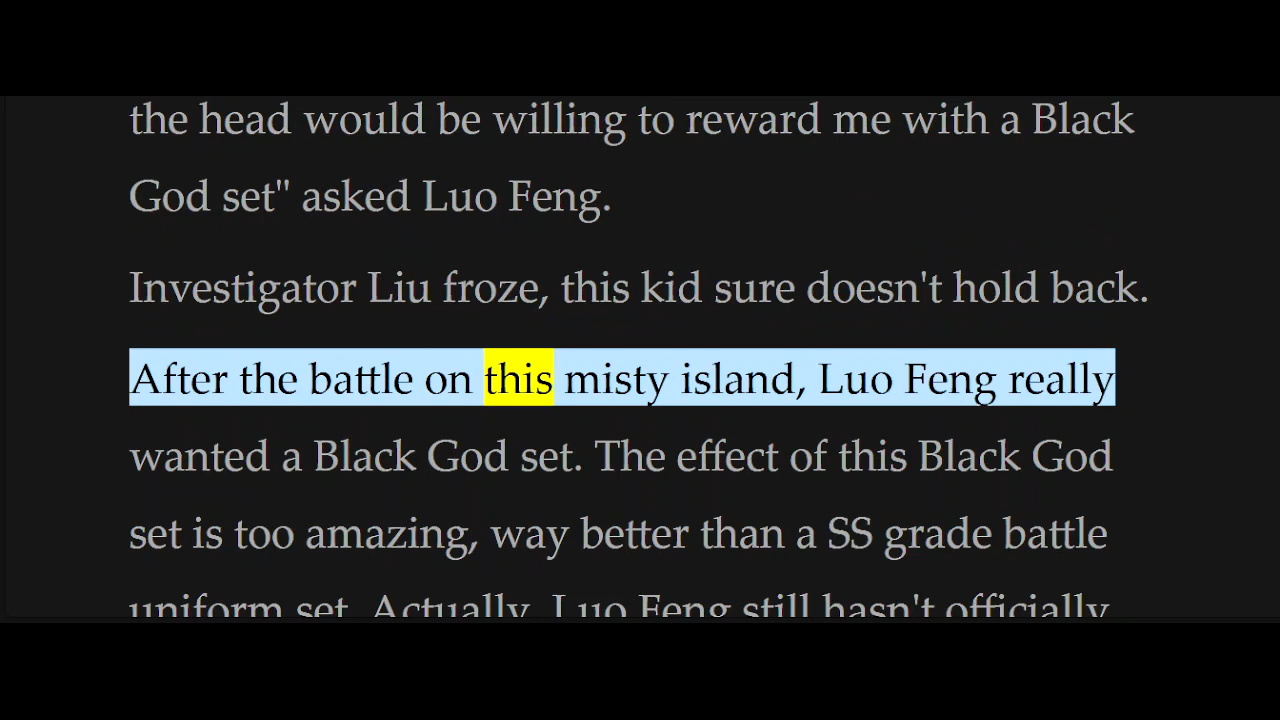 the head would be willing to reward me with a Black
God set" asked Luo Feng.
Investigator Liu froze, this kid sure doesn't hold back.
After the battle on this misty island, Luo Feng really
wanted a Black God set. The effect of this Black God
set is too amazing, way better than a SS grade battle
uniform set. Actually, Luo Feng still hasn't officially